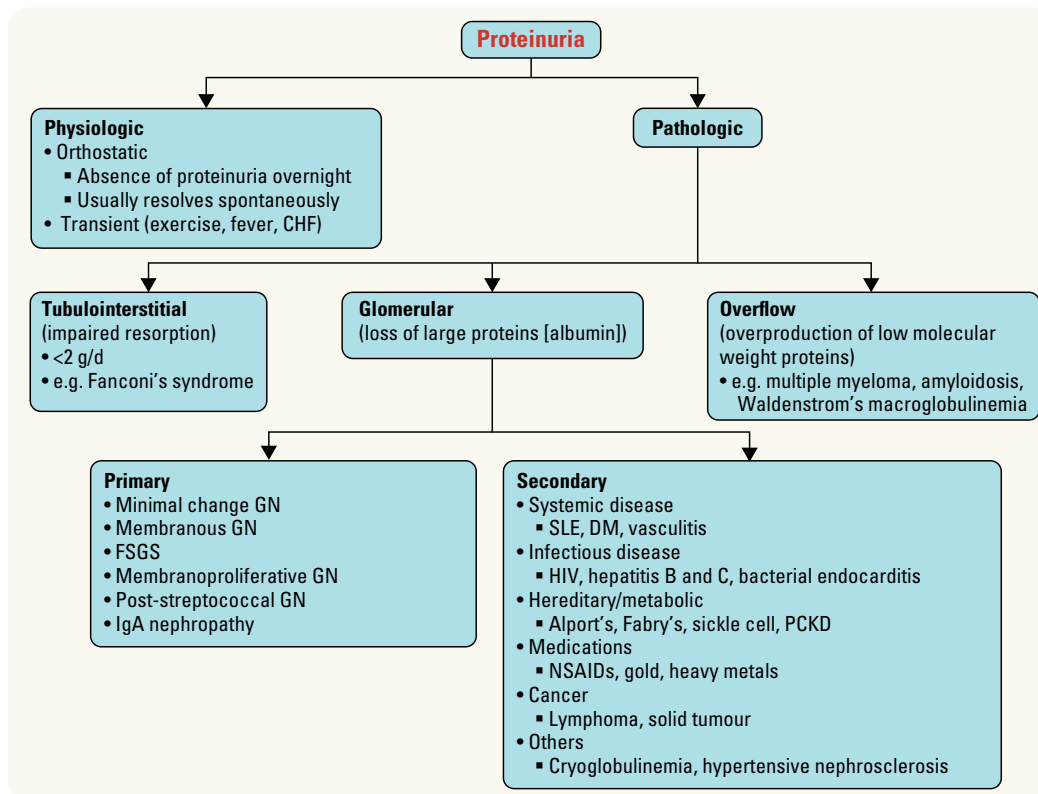 Proteinuria
Physiologic
• Orthostatic
▪ Absence of proteinuria overnight
▪ Usually resolves spontaneously
• Transient (exercise, fever, CHF)
Pathologic
Tubulointerstitial
(impaired resorption)
• <2 g/d
• e.g. Fanconi's syndrome
Glomerular
(loss of large proteins [albumin])
Overflow
(overproduction of low molecular
weight proteins)
• e.g. multiple myeloma, amyloidosis,
Waldenstrom's macroglobulinemia
Primary
• Minimal change GN
• Membranous GN
• FSGS
• Membranoproliferative GN
• Post-streptococcal GN
• IgA nephropathy
Secondary
• Systemic disease
▪ SLE, DM, vasculitis
• Infectious disease
▪ HIV, hepatitis B and C, bacterial endocarditis
• Hereditary/metabolic
▪ Alport's, Fabry's, sickle cell, PCKD
• Medications
▪ NSAIDs, gold, heavy metals
• Cancer
▪ Lymphoma, solid tumour
• Others
▪ Cryoglobulinemia, hypertensive nephrosclerosis